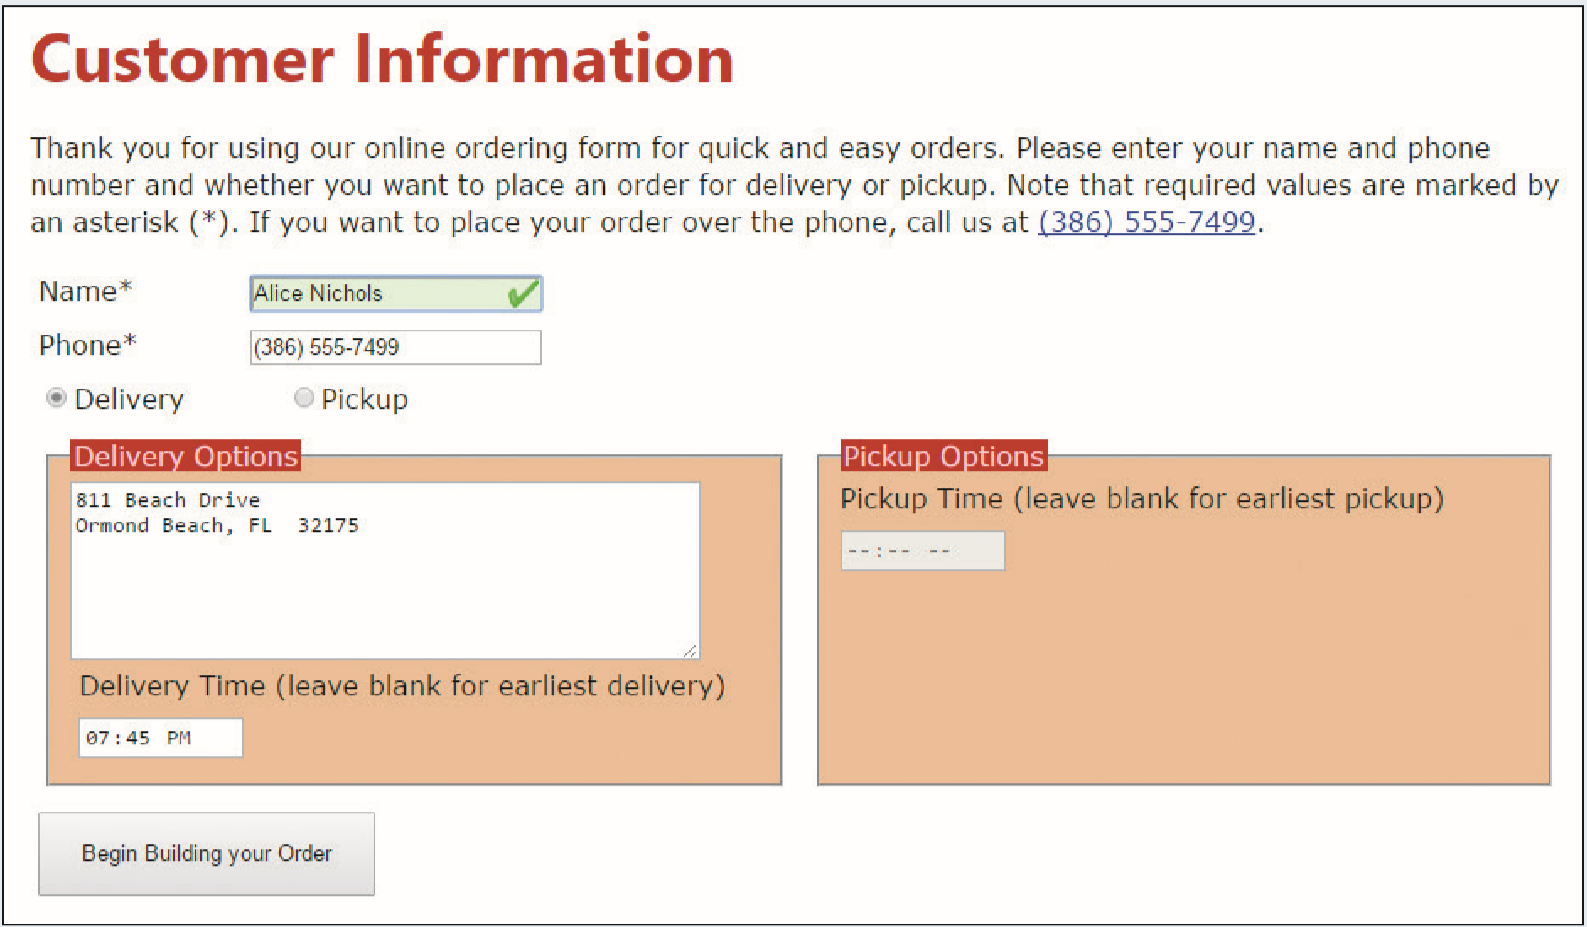 Customer Information
Thank you for using our online ordering form for quick and easy orders. Please enter your name and phone
number and whether you want to place an order for delivery or pickup. Note that required values are marked by
an asterisk (*). If you want to place your order over the phone, call us at (386) 555-7499.
Name*
Alice Nichols
Phone*
(386) 555-7499
Delivery
Pickup
Delivery Options
811 Beach Drive
Ormond Beach, FL  32175
Delivery Time (leave blank for earliest delivery)
07:45 PM
Pickup Options
Pickup Time (leave blank for earliest pickup)
--:-- --
Begin Building your Order